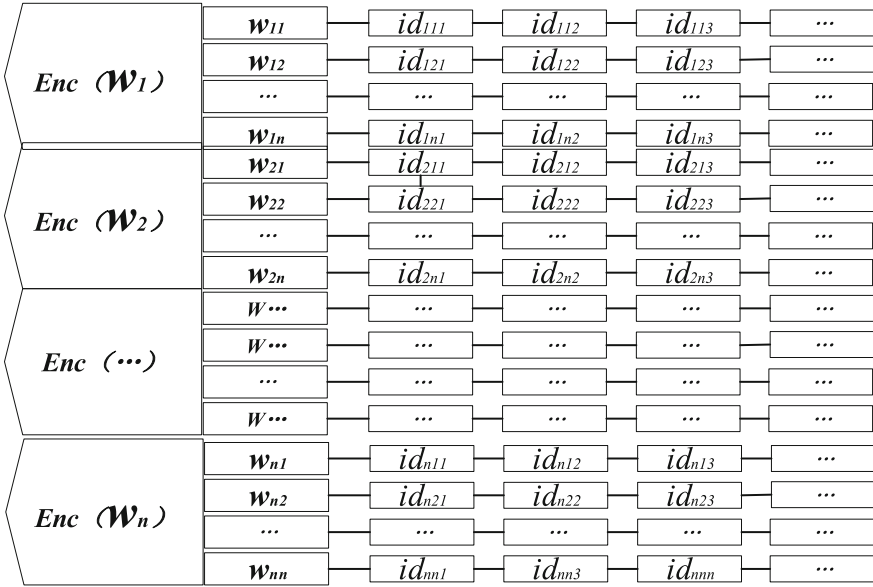 w11 id111 id112 id113 ...
w12 id121 id122 id123 ...
Enc （W1）
... ... ... ... ...
w1n id1n1 id1n2 id1n3 ...
w21 id211 id212 id213 ...
w22 id221 id222 id223 ...
Enc （W2）
... ... ... ... ...
w2n id2n1 id2n2 id2n3 ...
W... ... ... ... ...
W... ... ... ... ...
Enc （...）
... ... ... ... ...
W... ... ... ... ...
wn1 idn11 idn12 idn13 ...
wn2 idn21 idn22 idn23 ...
Enc （Wn）
... ... ... ... ...
wnn idnn1 idnn3 idnnn ...